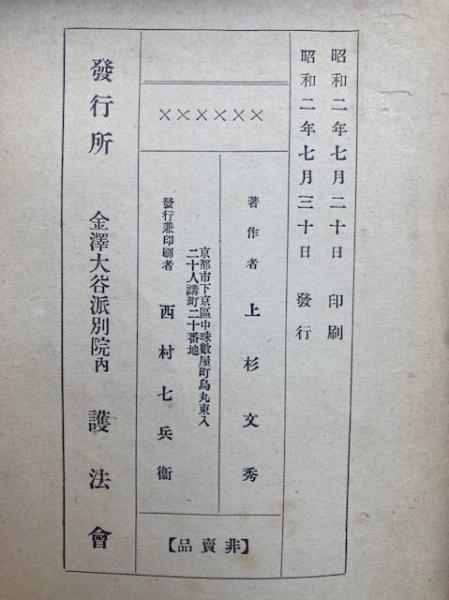 昭和二年七月二十日　印刷
昭和二年七月三十日　發行
××××××
著作者　上杉文秀
京都市下京區中珠數屋町烏丸東入
二十人講町二十番地
發行兼印刷者　西村七兵衞
【非賣品】
發行所　金澤大谷派別院內　護法會